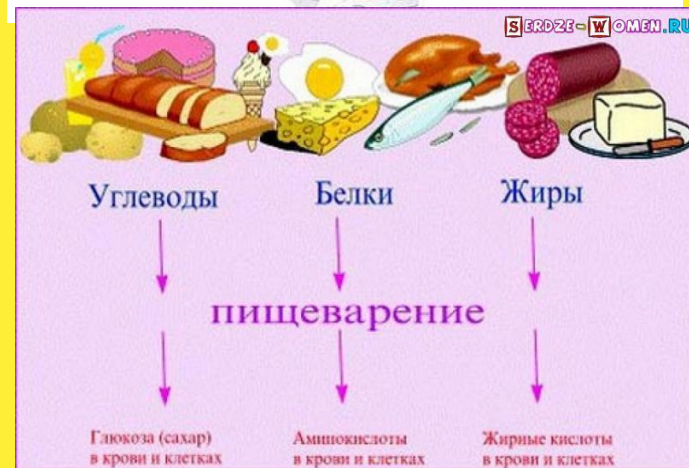 SERDZE-WOMEN.RU
Углеводы Белки Жиры
пищеварение
Глюкоза (сахар) Аминокислоты Жирные кислоты
в крови и клетках в крови и клетках в крови и клетках